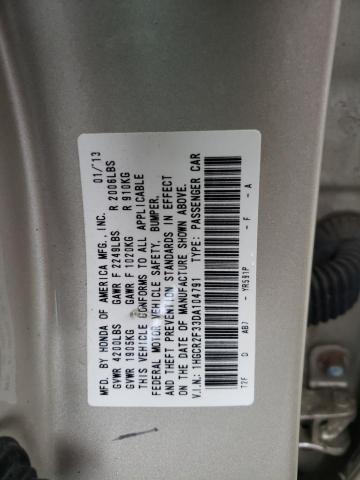 MFD. BY HONDA OF AMERICA MFG., INC. 01/'13
GVWR 4200LBS GAWR F 2249LBS R 2006LBS
GVWR 1905KG GAWR F 1020KG R 910KG
THIS VEHICLE CONFORMS TO ALL APPLICABLE
FEDERAL MOTOR VEHICLE SAFETY, BUMPER,
AND THEFT PREVENTION STANDARDS IN EFFECT
ON THE DATE OF MANUFACTURE SHOWN ABOVE.
V.I.N.: 1HGCR2F33DA104791 TYPE: PASSENGER CAR
T2F D AB7 - YR591P - F - A